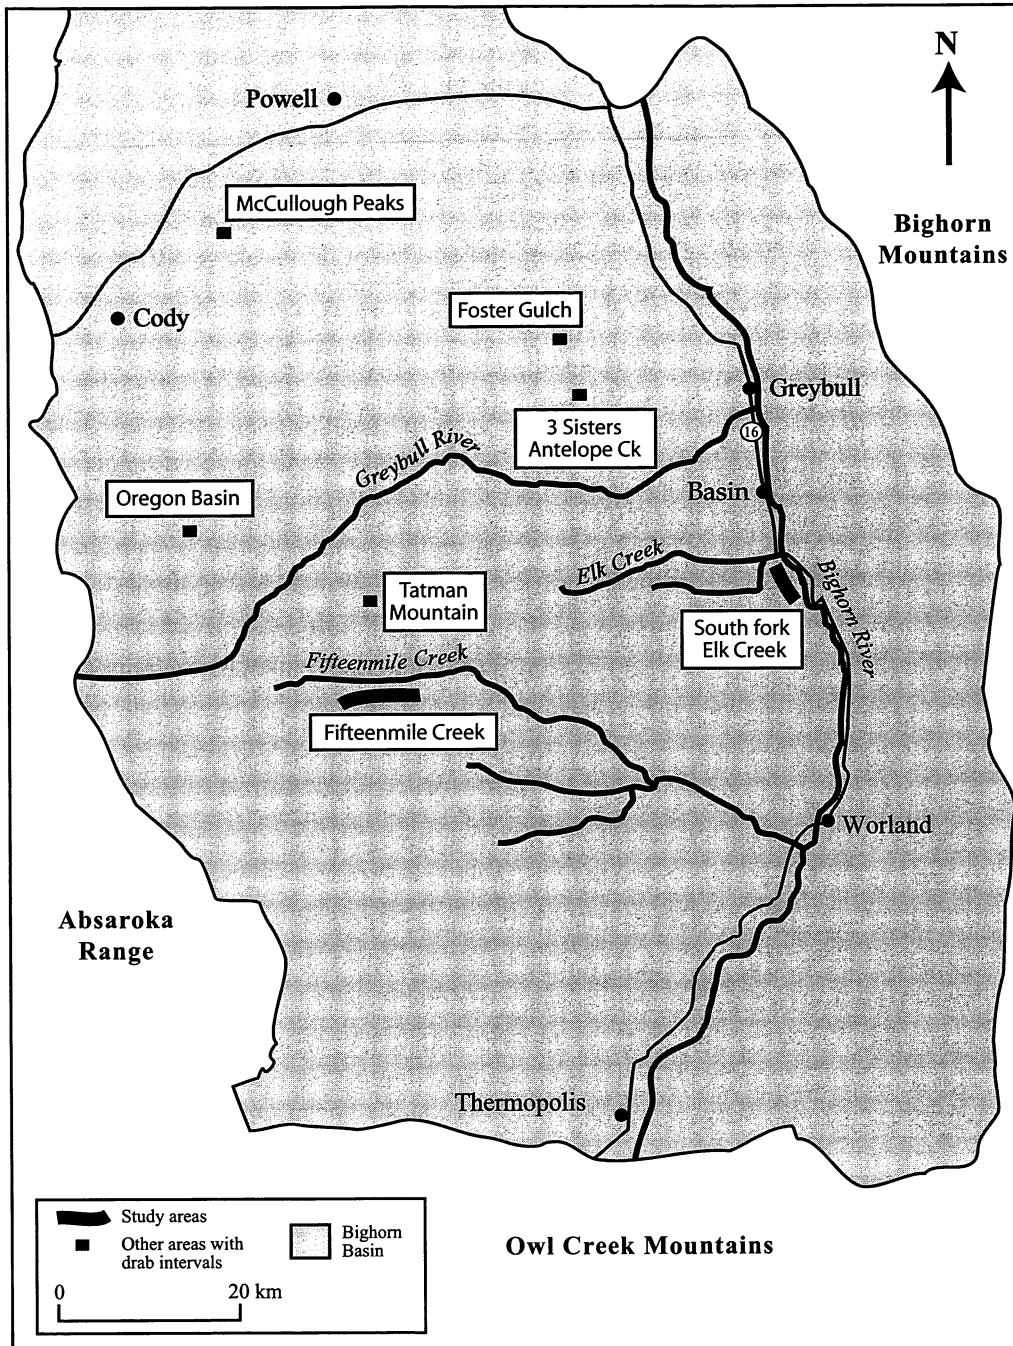 N
Powell
McCullough Peaks
Bighorn
Mountains
Foster Gulch
Cody
Greybull
3 Sisters
Antelope Ck
16
Greybull River
Basin
Oregon Basin
Elk Creek
Bighorn River
Tatman
Mountain
South fork
Elk Creek
Fifteenmile Creek
Fifteenmile Creek
Worland
Absaroka
Range
Thermopolis
Study areas
Other areas with
drab intervals
Bighorn
Basin
0
20 km
Owl Creek Mountains